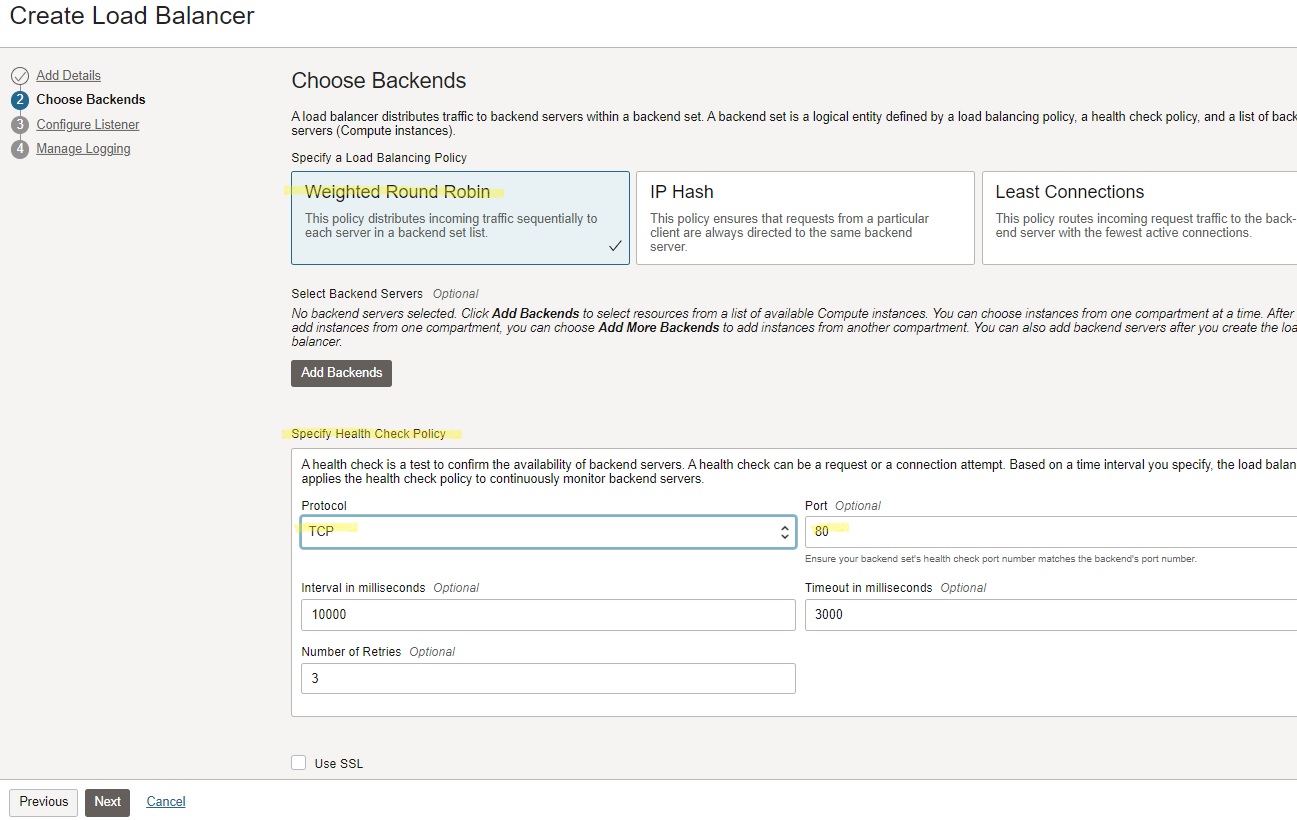 Create Load Balancer
Add Details
2 Choose Backends
3 Configure Listener
4 Manage Logging
Choose Backends
A load balancer distributes traffic to backend servers within a backend set. A backend set is a logical entity defined by a load balancing policy, a health check policy, and a list of back
servers (Compute instances).
Specify a Load Balancing Policy
Weighted Round Robin
This policy distributes incoming traffic sequentially to
each server in a backend set list.
IP Hash
This policy ensures that requests from a particular
client are always directed to the same backend
server.
Least Connections
This policy routes incoming request traffic to the back-
end server with the fewest active connections.
Select Backend Servers Optional
No backend servers selected. Click Add Backends to select resources from a list of available Compute instances. You can choose instances from one compartment at a time. After
add instances from one compartment, you can choose Add More Backends to add instances from another compartment. You can also add backend servers after you create the loa
balancer.
Add Backends
Specify Health Check Policy
A health check is a test to confirm the availability of backend servers. A health check can be a request or a connection attempt. Based on a time interval you specify, the load balan
applies the health check policy to continuously monitor backend servers.
Protocol
TCP
Port Optional
80
Ensure your backend set's health check port number matches the backend's port number.
Interval in milliseconds Optional
10000
Timeout in milliseconds Optional
3000
Number of Retries Optional
3
Use SSL
Previous
Next
Cancel